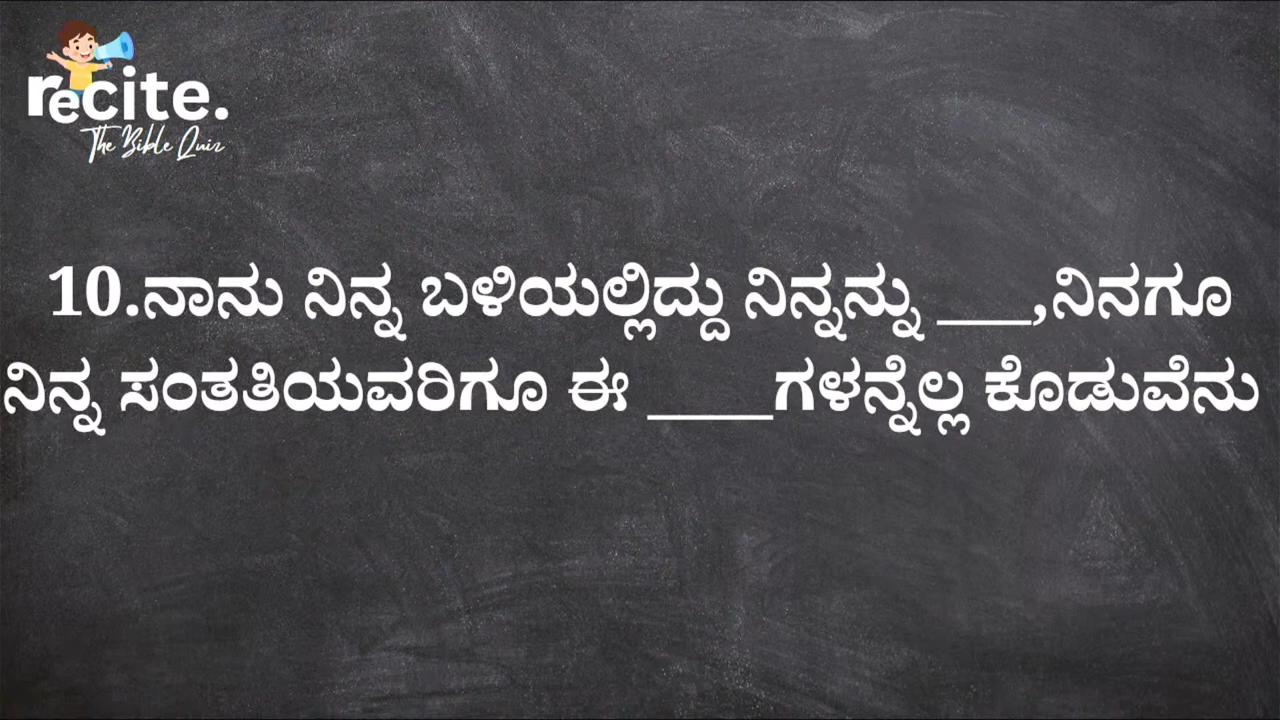 recite.
The Bible Quiz
10.ನಾನು ನಿನ್ನ ಬಳಿಯಲ್ಲಿದ್ದು ನಿನ್ನನ್ನು ___,ನಿನಗೂ
ನಿನ್ನ ಸಂತತಿಯವರಿಗೂ ಈ ____ಗಳನ್ನೆಲ್ಲ ಕೊಡುವೆನು